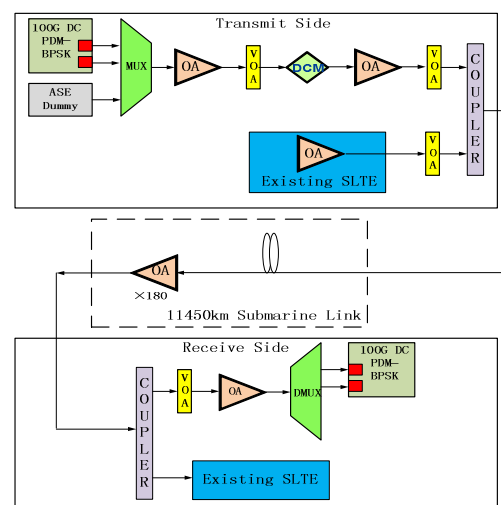 Transmit Side
100G DC
PDM-
BPSK
ASE
Dummy
MUX
OA
VOA
DCM
OA
VOA
COUPLER
OA
Existing SLTE
VOA
OA
×180
11450km Submarine Link
Receive Side
COUPLER
VOA
OA
DMUX
100G DC
PDM-
BPSK
Existing SLTE